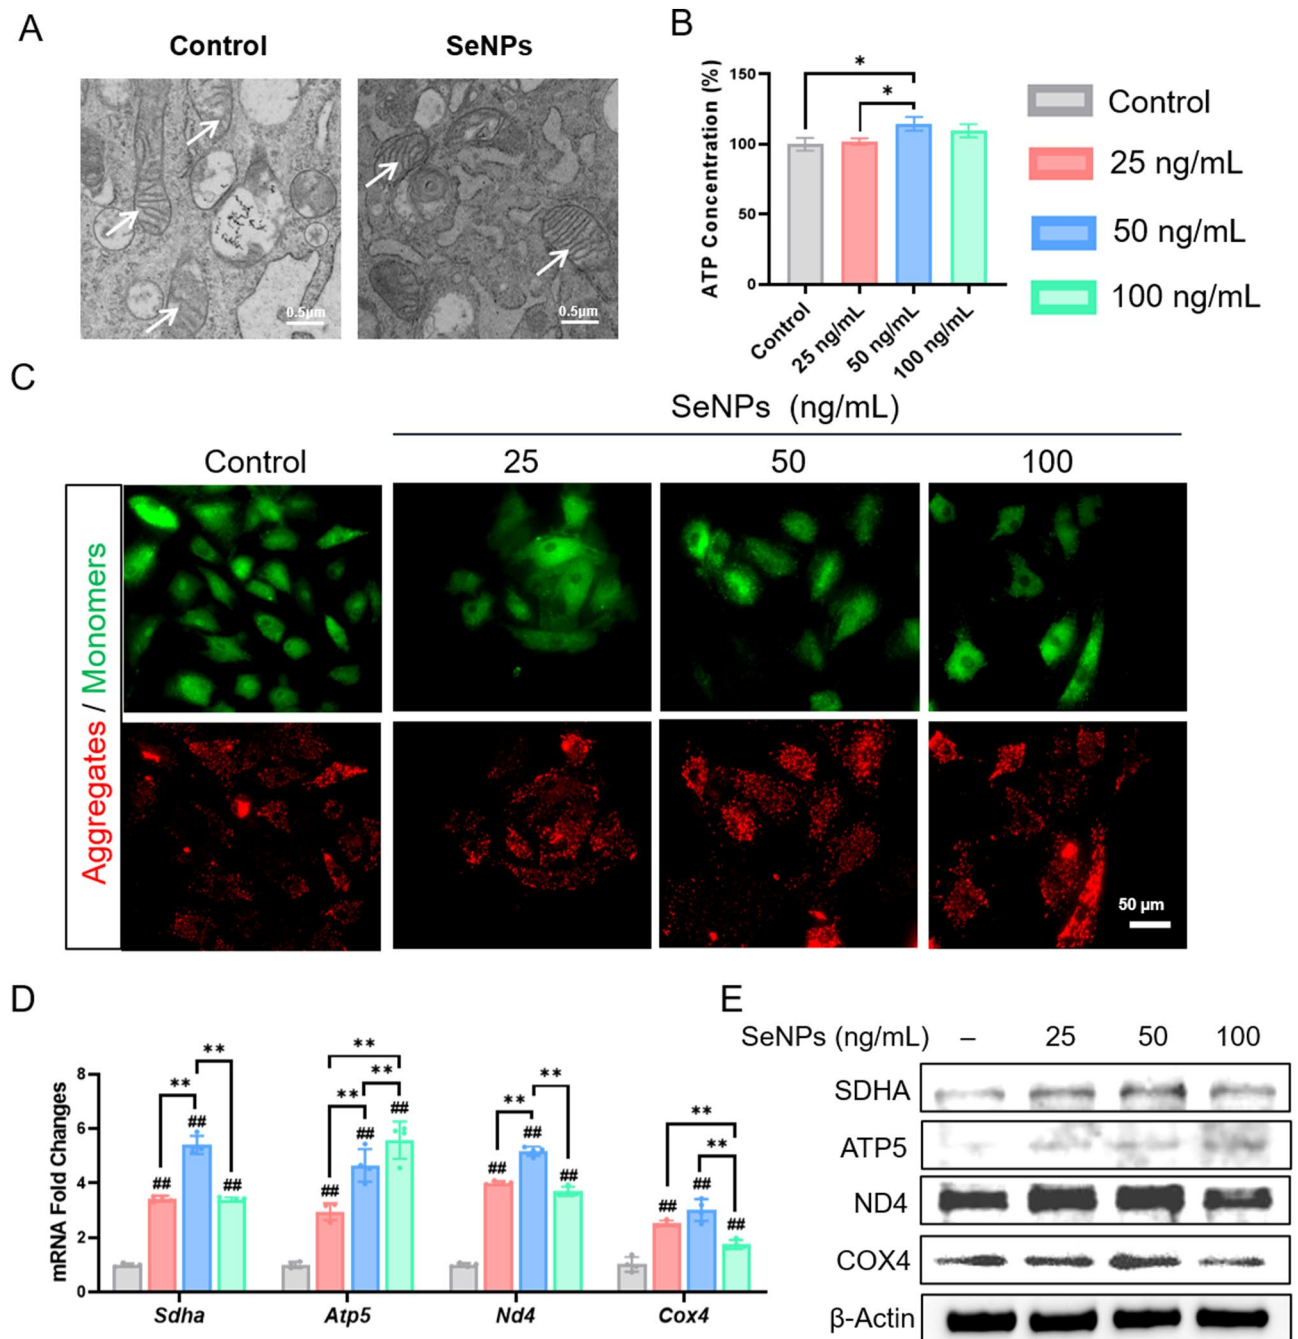 A
Control
SeNPs
0.5μm
0.5μm
B
ATP Concentration (%)
150
100
50
0
*
*
Control
25 ng/mL
50 ng/mL
100 ng/mL
Control
25 ng/mL
50 ng/mL
100 ng/mL
C
SeNPs (ng/mL)
Control
25
50
100
Aggregates / Monomers
50 μm
D
mRNA Fold Changes
8
6
4
2
0
** **
** ** **
** **
** **
## ## ##
## ## ##
## ## ##
## ## ##
Sdha
Atp5
Nd4
Cox4
E
SeNPs (ng/mL) – 25 50 100
SDHA
ATP5
ND4
COX4
β-Actin